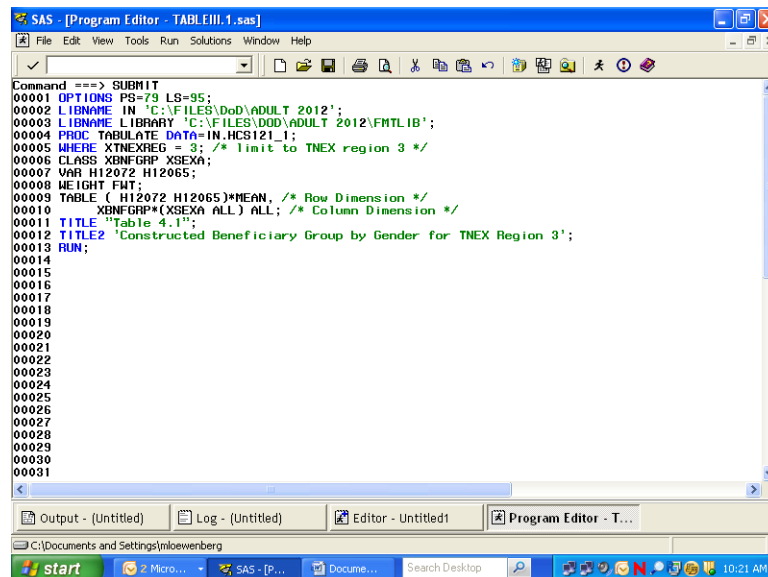 SAS - [Program Editor - TABLEIII.1.sas]
File Edit View Tools Run Solutions Window Help
Command ===> SUBMIT
00001 OPTIONS PS=79 LS=95;
00002 LIBNAME IN 'C:\FILES\DoD\ADULT 2012';
00003 LIBNAME LIBRARY 'C:\FILES\DOD\ADULT 2012\FMTLIB';
00004 PROC TABULATE DATA=IN.HCS121_1;
00005 WHERE XTNEXREG = 3; /* limit to TNEX region 3 */
00006 CLASS XBNFGRP XSEXA;
00007 VAR H12072 H12065;
00008 WEIGHT FWT;
00009 TABLE ( H12072 H12065)*MEAN, /* Row Dimension */
00010 XBNFGRP*(XSEXA ALL) ALL; /* Column Dimension */
00011 TITLE "Table 4.1";
00012 TITLE2 'Constructed Beneficiary Group by Gender for TNEX Region 3';
00013 RUN;
00014
00015
00016
00017
00018
00019
00020
00021
00022
00023
00024
00025
00026
00027
00028
00029
00030
00031
Output - (Untitled) Log - (Untitled) Editor - Untitled1 Program Editor - T...
C:\Documents and Settings\mloewenberg
start 2 Micro... SAS - [P... Docume... Search Desktop N 10:21 AM